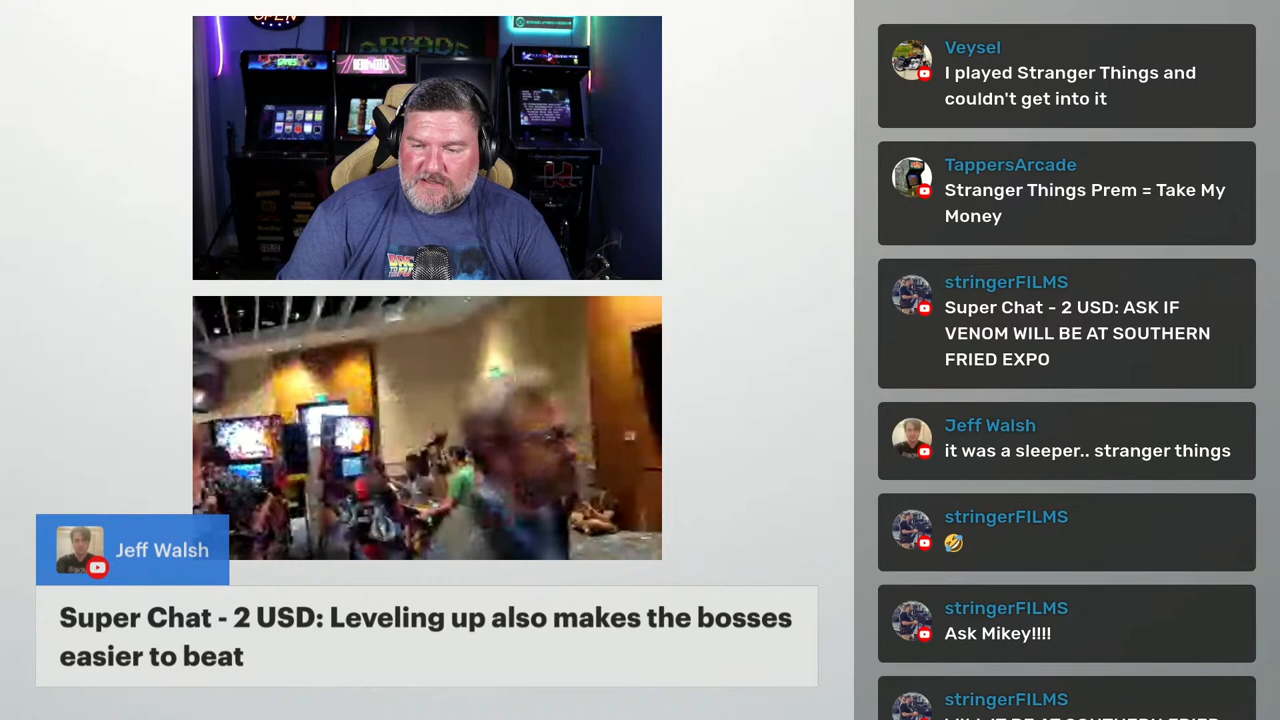 OPEN
ARCADE
Jeff Walsh
Super Chat - 2 USD: Leveling up also makes the bosses
easier to beat
Veysel
I played Stranger Things and
couldn't get into it
TappersArcade
Stranger Things Prem = Take My
Money
stringerFILMS
Super Chat - 2 USD: ASK IF
VENOM WILL BE AT SOUTHERN
FRIED EXPO
Jeff Walsh
it was a sleeper.. stranger things
stringerFILMS
🤣
stringerFILMS
Ask Mikey!!!!
stringerFILMS